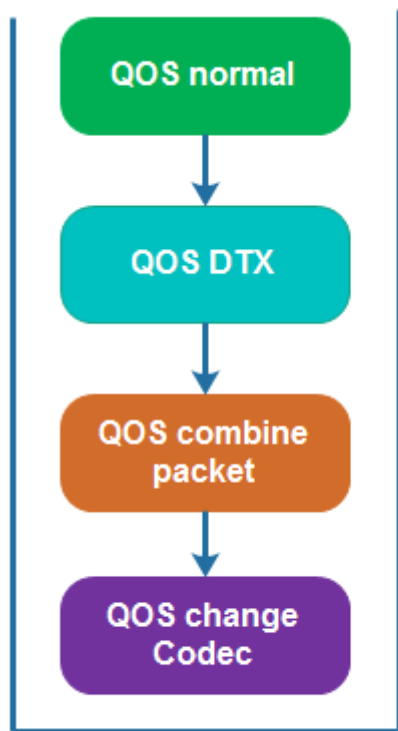 QOS normal
QOS DTX
QOS combine
packet
QOS change
Codec